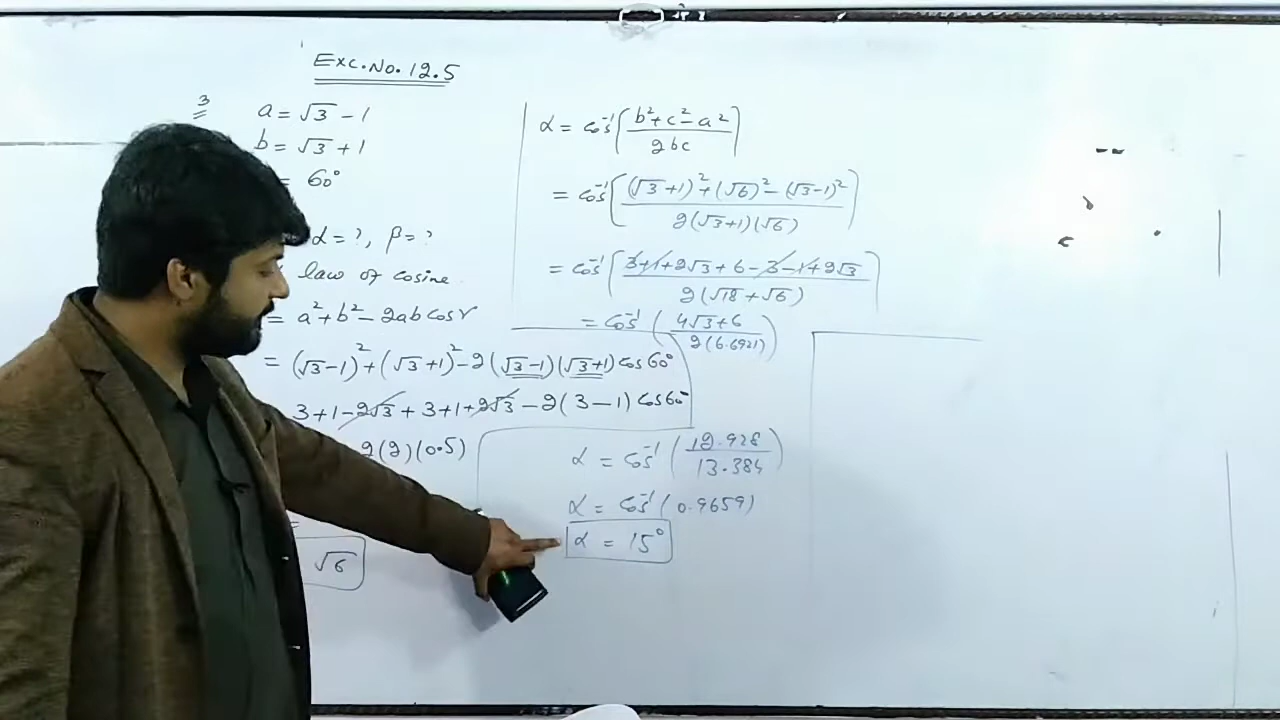 Exc.No.12.5
3
a = √3 - 1
b = √3 + 1
= 60°
α = ?, β = ?
law of cosine
= a² + b² - 2ab cos γ
= (√3-1)² + (√3+1)² - 2(√3-1)(√3+1) cos 60°
3+1-2√3+3+1+2√3-2(3-1) cos 60°
2(2)(0.5)
=
√6
α = cos⁻¹(b²+c²-a²/2bc)
= cos⁻¹((√3+1)²+(√6)²-(√3-1)²/2(√3+1)(√6))
= cos⁻¹(3+1+2√3+6-3-1+2√3/2(√18+√6))
= cos⁻¹(4√3+6/2(6.6921))
α = cos⁻¹(12.928/13.384)
α = cos⁻¹(0.9659)
α = 15°